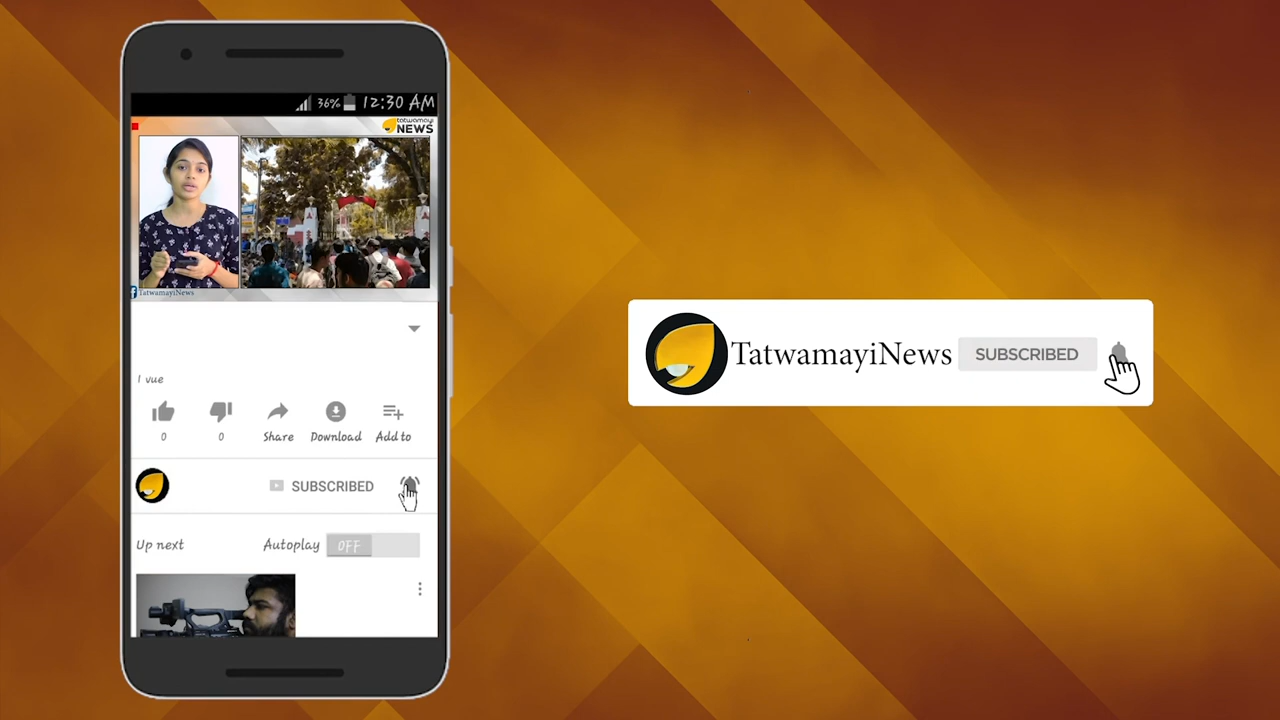 36% 12:30 AM
tatwamayi
NEWS
TatwamayiNews
1 vue
0 0 Share Download Add to
SUBSCRIBED
Up next Autoplay OFF
TatwamayiNews SUBSCRIBED